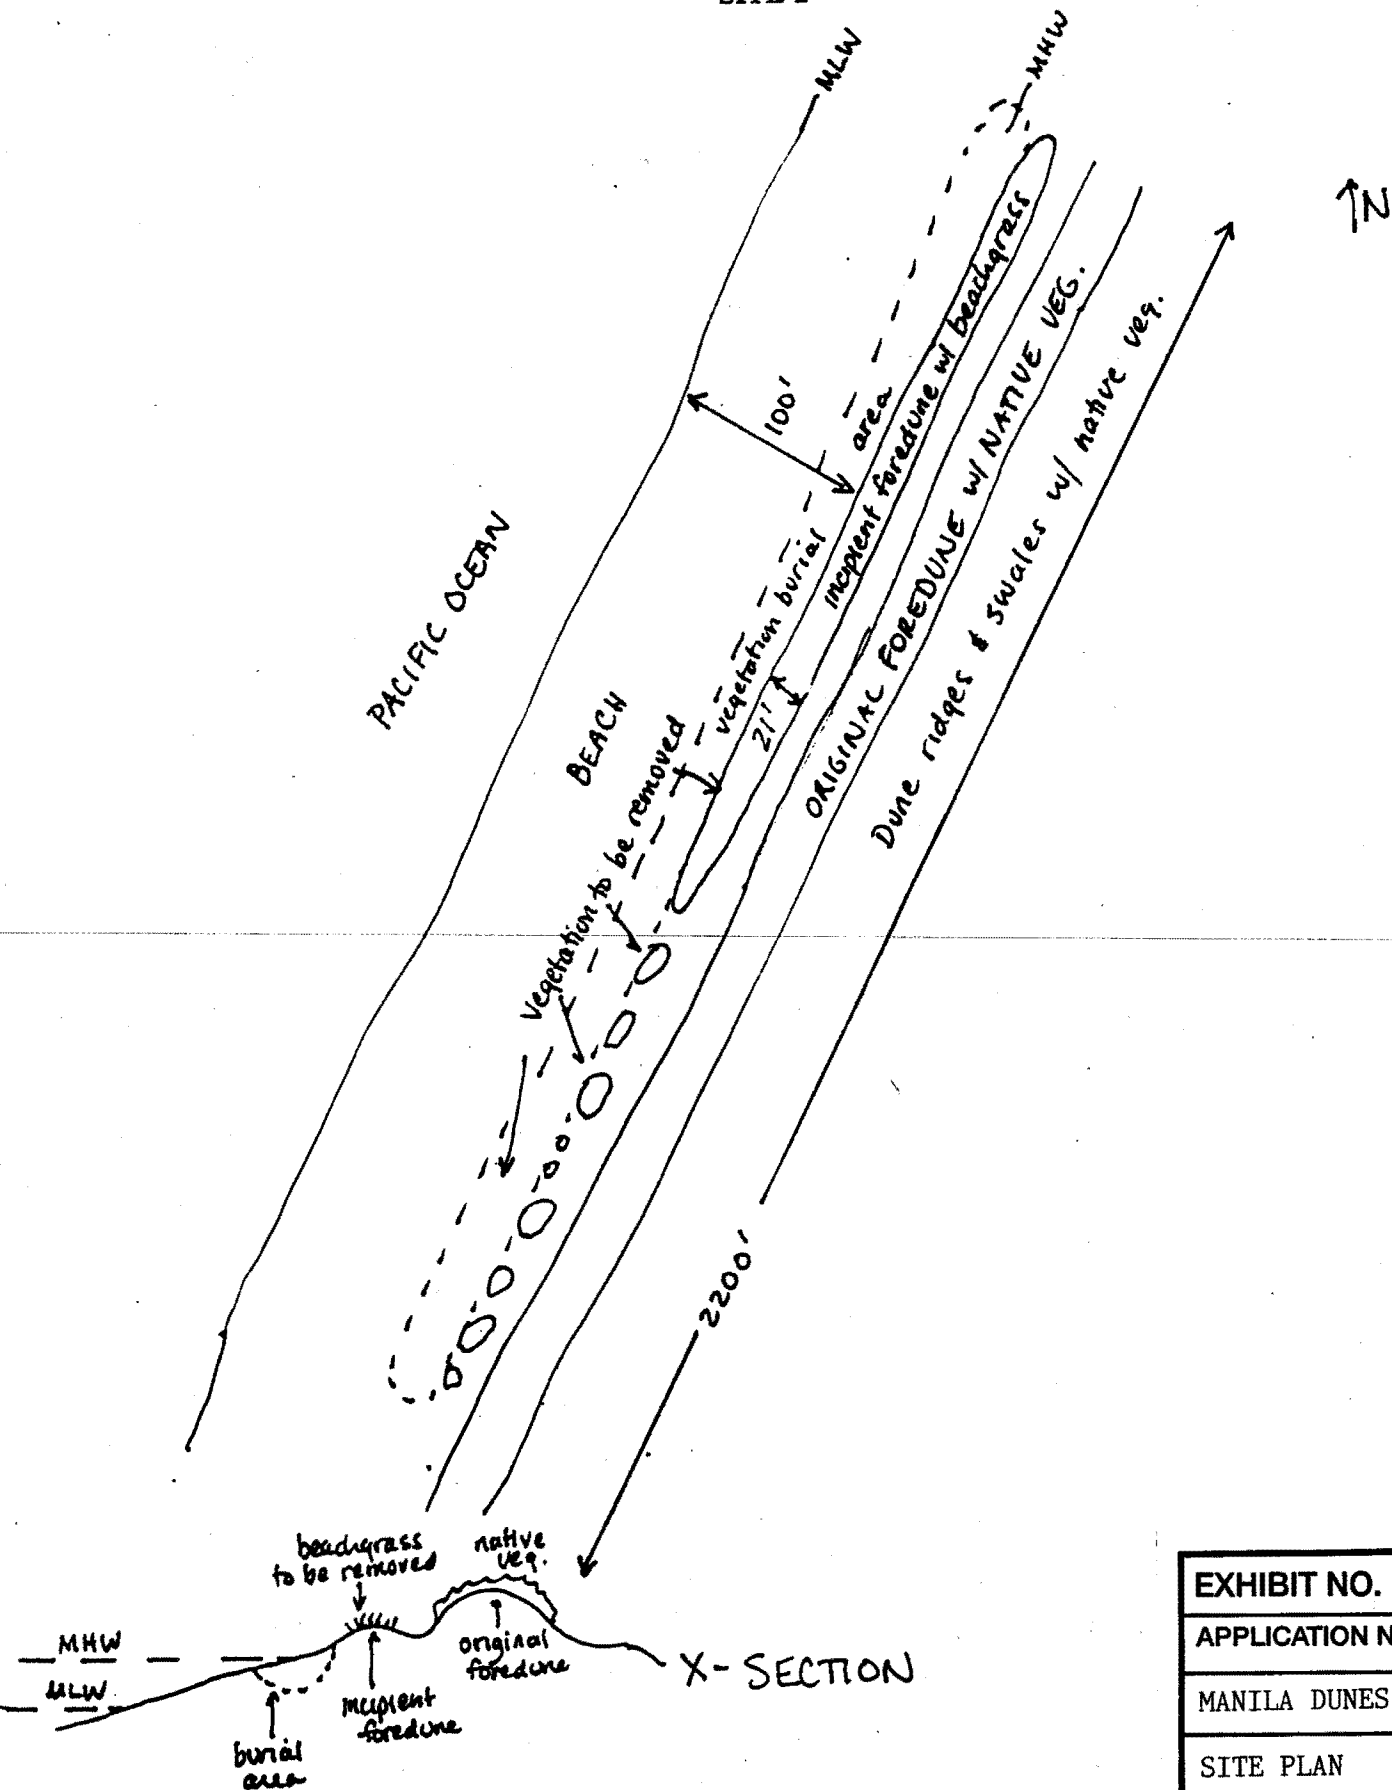 MLW
MHW
↑N
100'
PACIFIC OCEAN
BEACH
vegetation burial area
incipient foredune w/ beachgrass
ORIGINAL FOREDUNE w/ NATIVE VEG.
Dune ridges & swales w/ native veg.
21'
Vegetation to be removed
2200'
beachgrass
to be removed
native
veg.
MHW
MLW
original
foredune
incipient
foredune
burial
area
X-SECTION
EXHIBIT NO.
APPLICATION N
MANILA DUNES
SITE PLAN